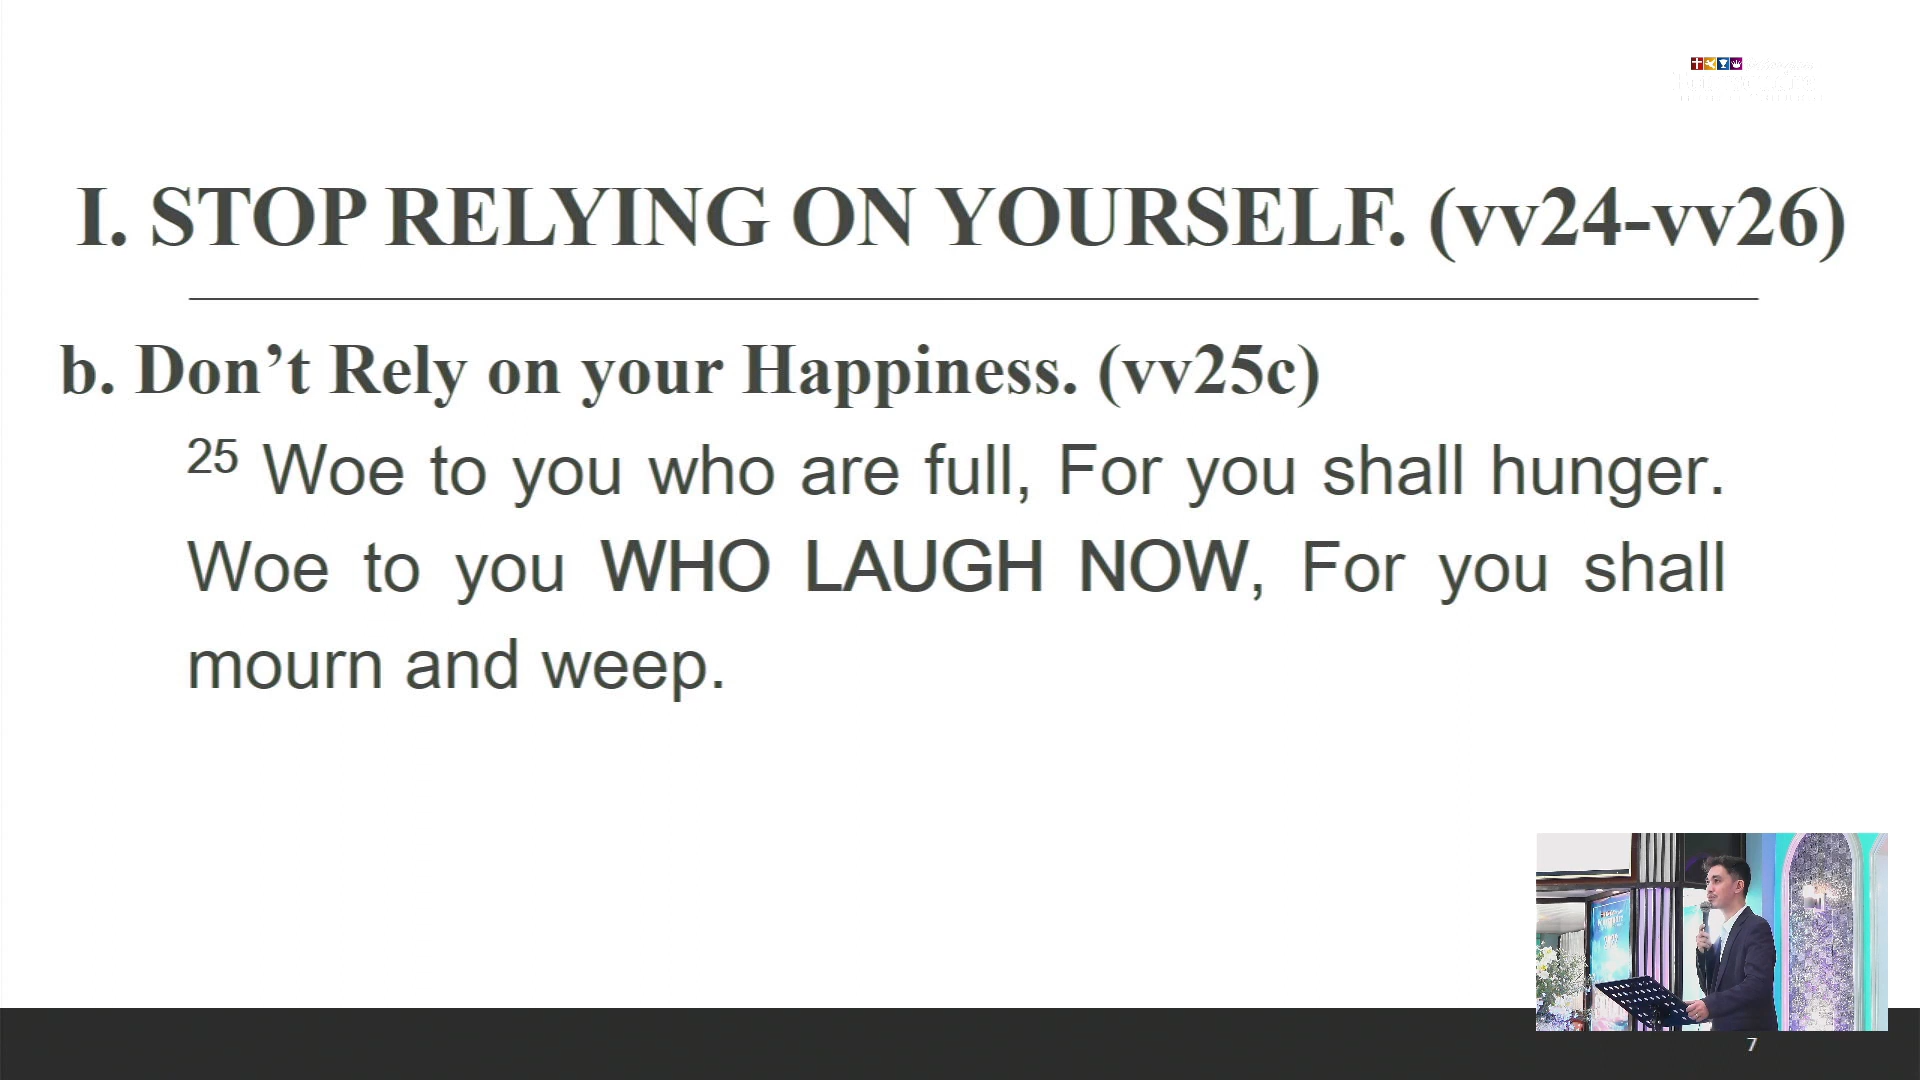 I. STOP RELYING ON YOURSELF. (vv24-vv26)
b. Don’t Rely on your Happiness. (vv25c)
25 Woe to you who are full, For you shall hunger.
Woe to you WHO LAUGH NOW, For you shall
mourn and weep.
7